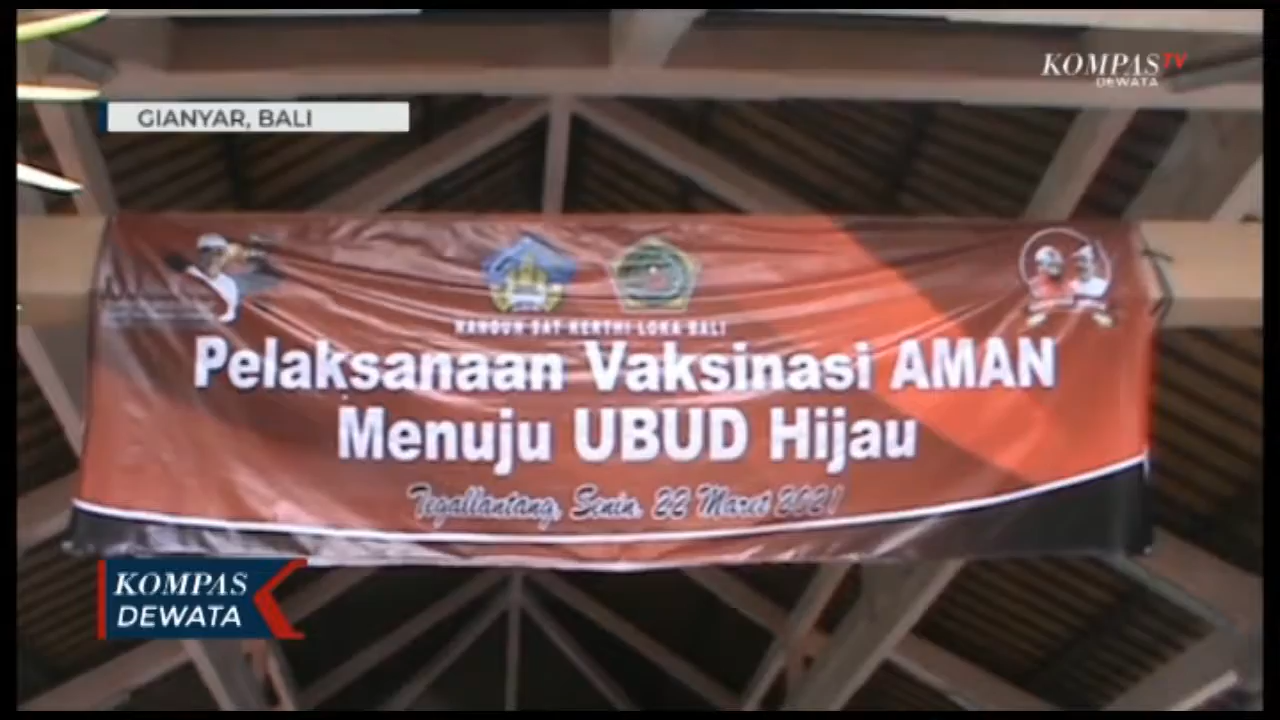 KOMPAS TV
DEWATA
GIANYAR, BALI
NANGUN SAT KERTHI LOKA BALI
Pelaksanaan Vaksinasi AMAN
Menuju UBUD Hijau
Tegallantang, Senin, 22 Maret 2021
KOMPAS
DEWATA